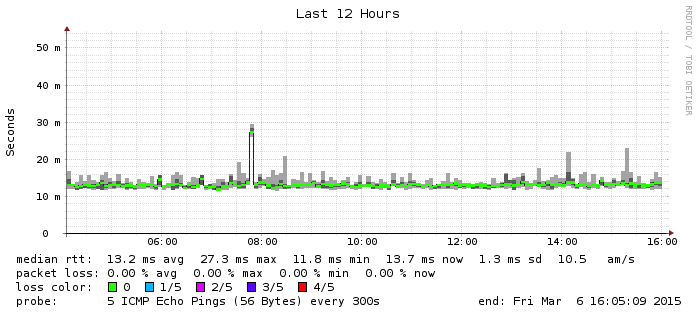 Last 12 Hours
RRDTOOL / TOBI OETIKER
Seconds
50 m
40 m
30 m
20 m
10 m
0
06:00 08:00 10:00 12:00 14:00 16:00
median rtt: 13.2 ms avg 27.3 ms max 11.8 ms min 13.7 ms now 1.3 ms sd 10.5 am/s
packet loss: 0.00 % avg 0.00 % max 0.00 % min 0.00 % now
loss color: 0 1/5 2/5 3/5 4/5
probe: 5 ICMP Echo Pings (56 Bytes) every 300s end: Fri Mar 6 16:05:09 2015